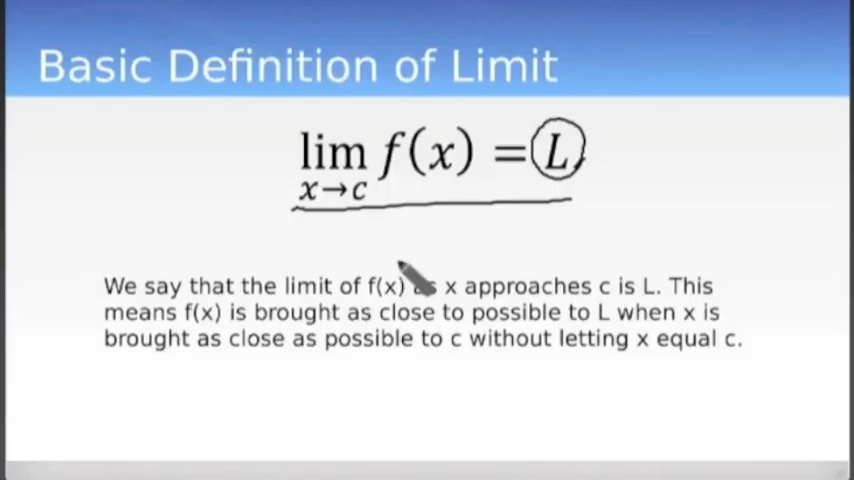 Basic Definition of Limit
lim f(x) = L
x→c
We say that the limit of f(x) as x approaches c is L. This
means f(x) is brought as close to possible to L when x is
brought as close as possible to c without letting x equal c.